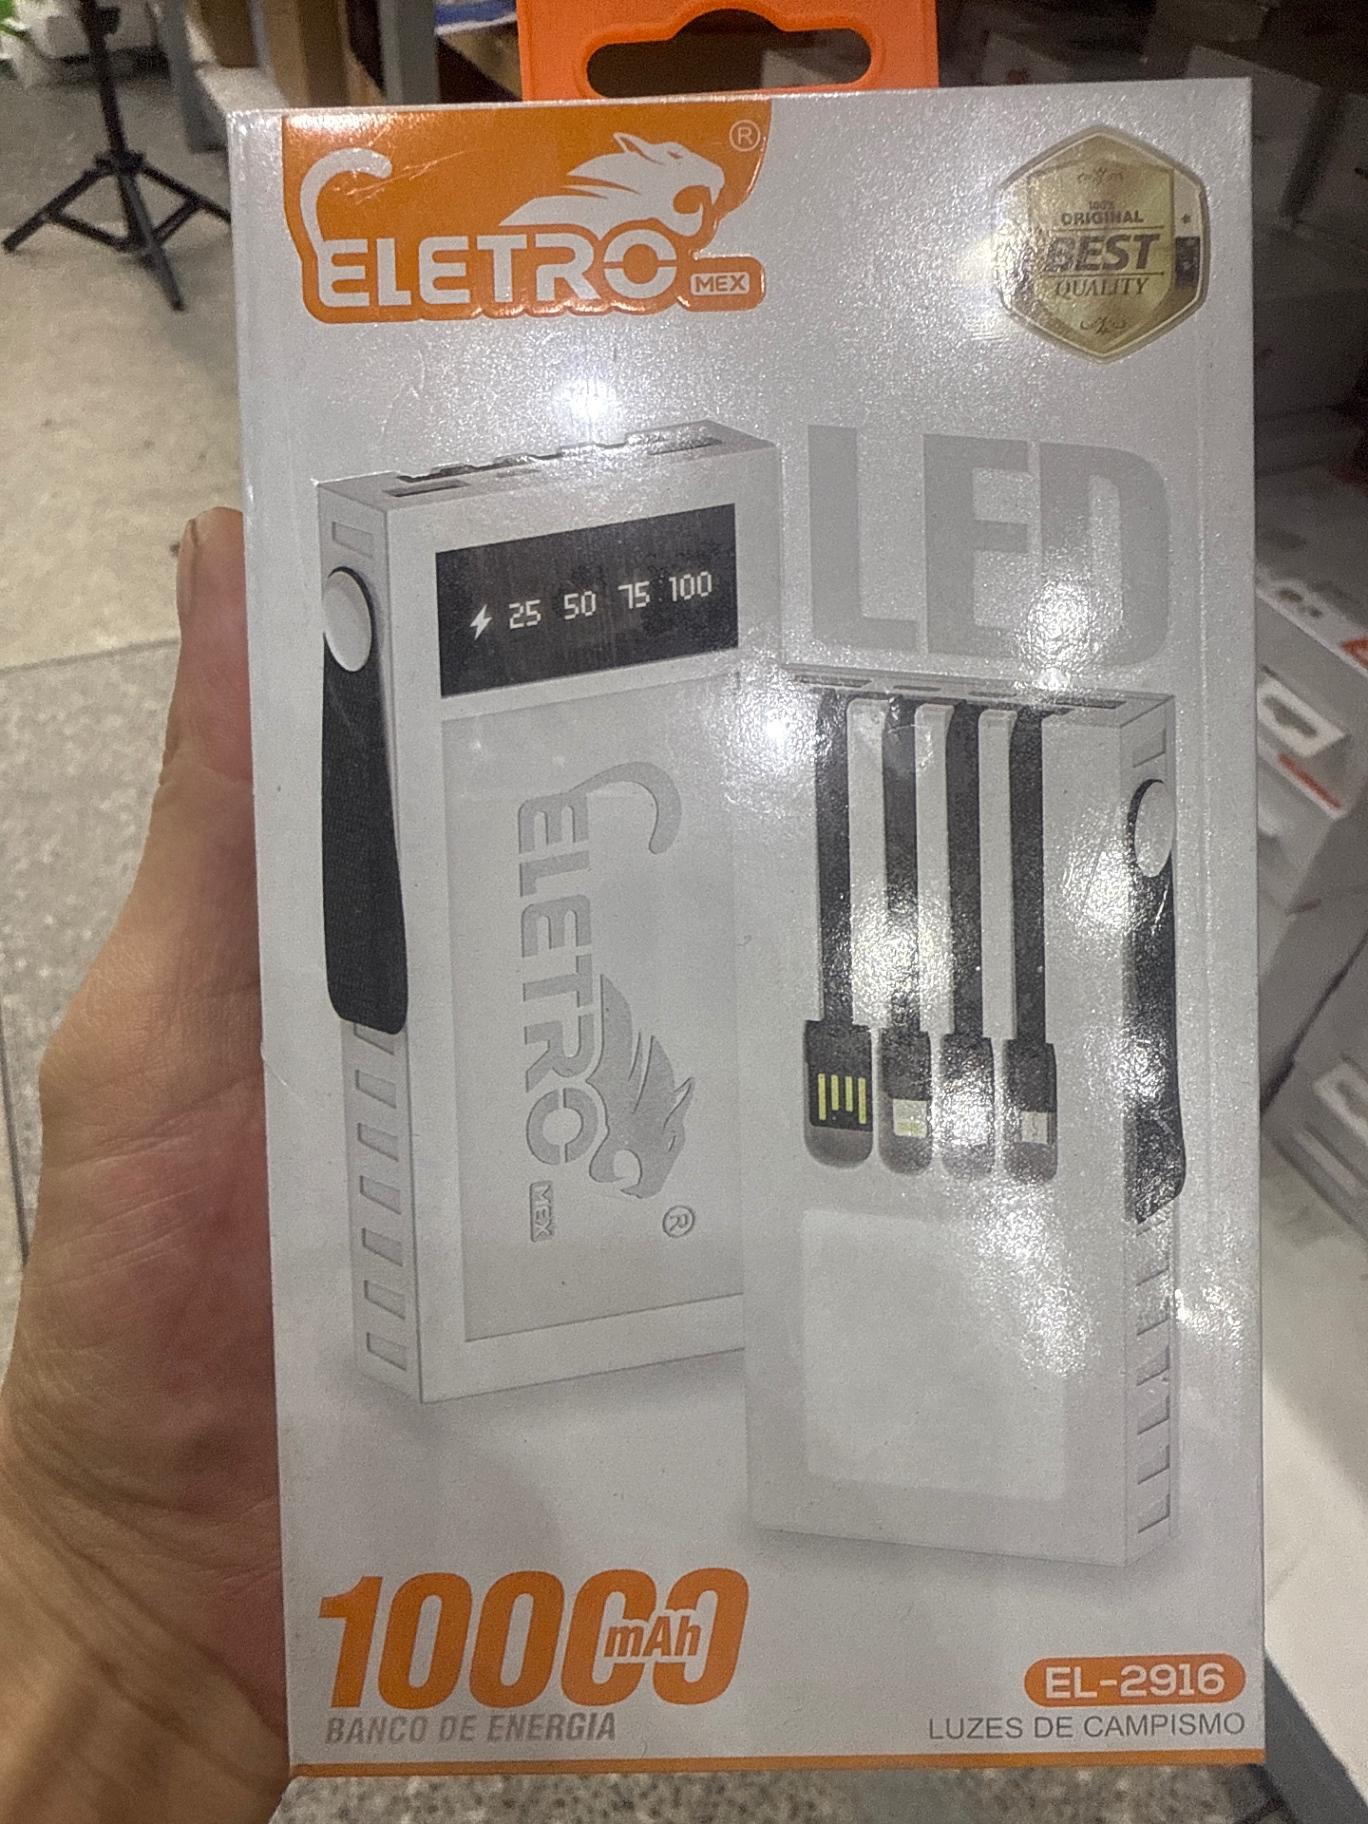 ELETRO
MEX
®
100%
ORIGINAL
BEST
QUALITY
LED
25 50 75 100
ELETRO
MEX
®
10000
mAh
BANCO DE ENERGIA
EL-2916
LUZES DE CAMPISMO